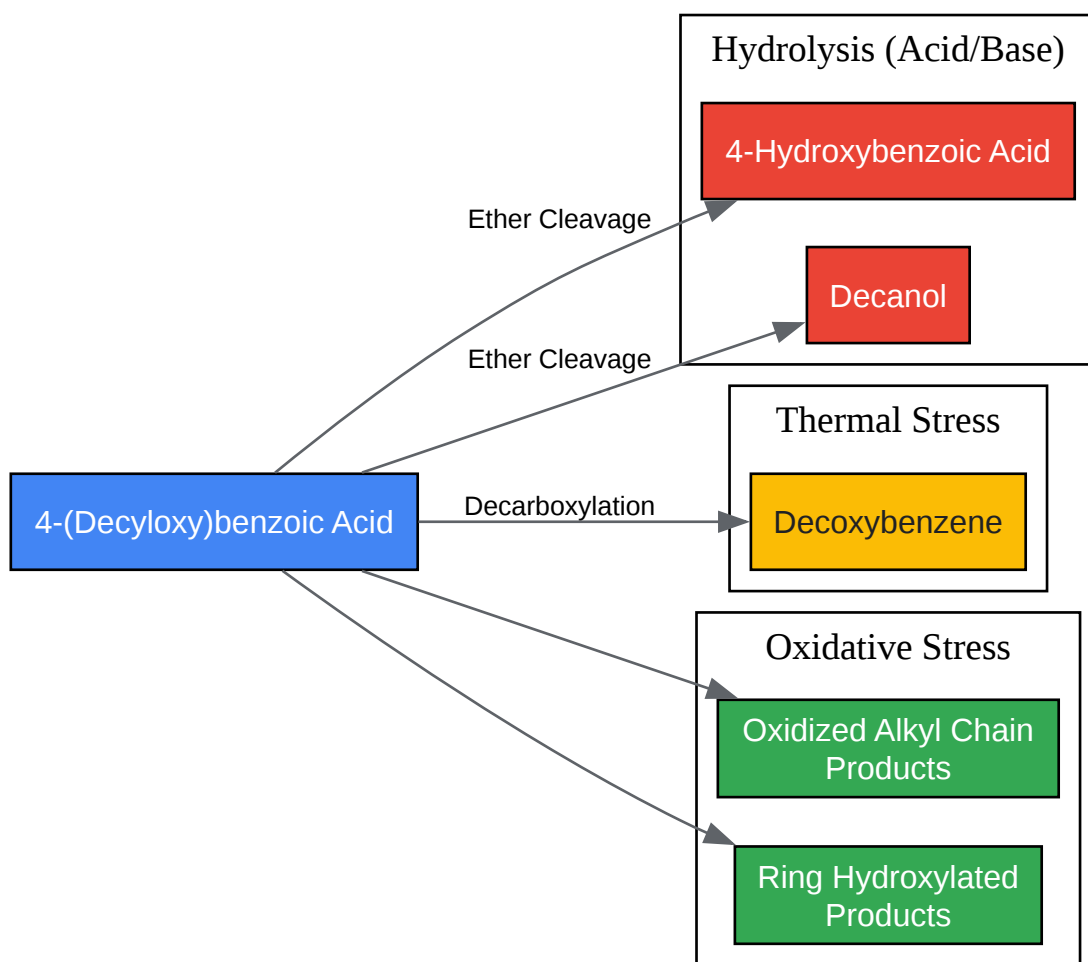 Hydrolysis (Acid/Base)
4-Hydroxybenzoic Acid
Ether Cleavage
Decanol
Ether Cleavage
Thermal Stress
4-(Decyloxy)benzoic Acid
Decarboxylation
Decoxybenzene
Oxidative Stress
Oxidized Alkyl Chain
Products
Ring Hydroxylated
Products